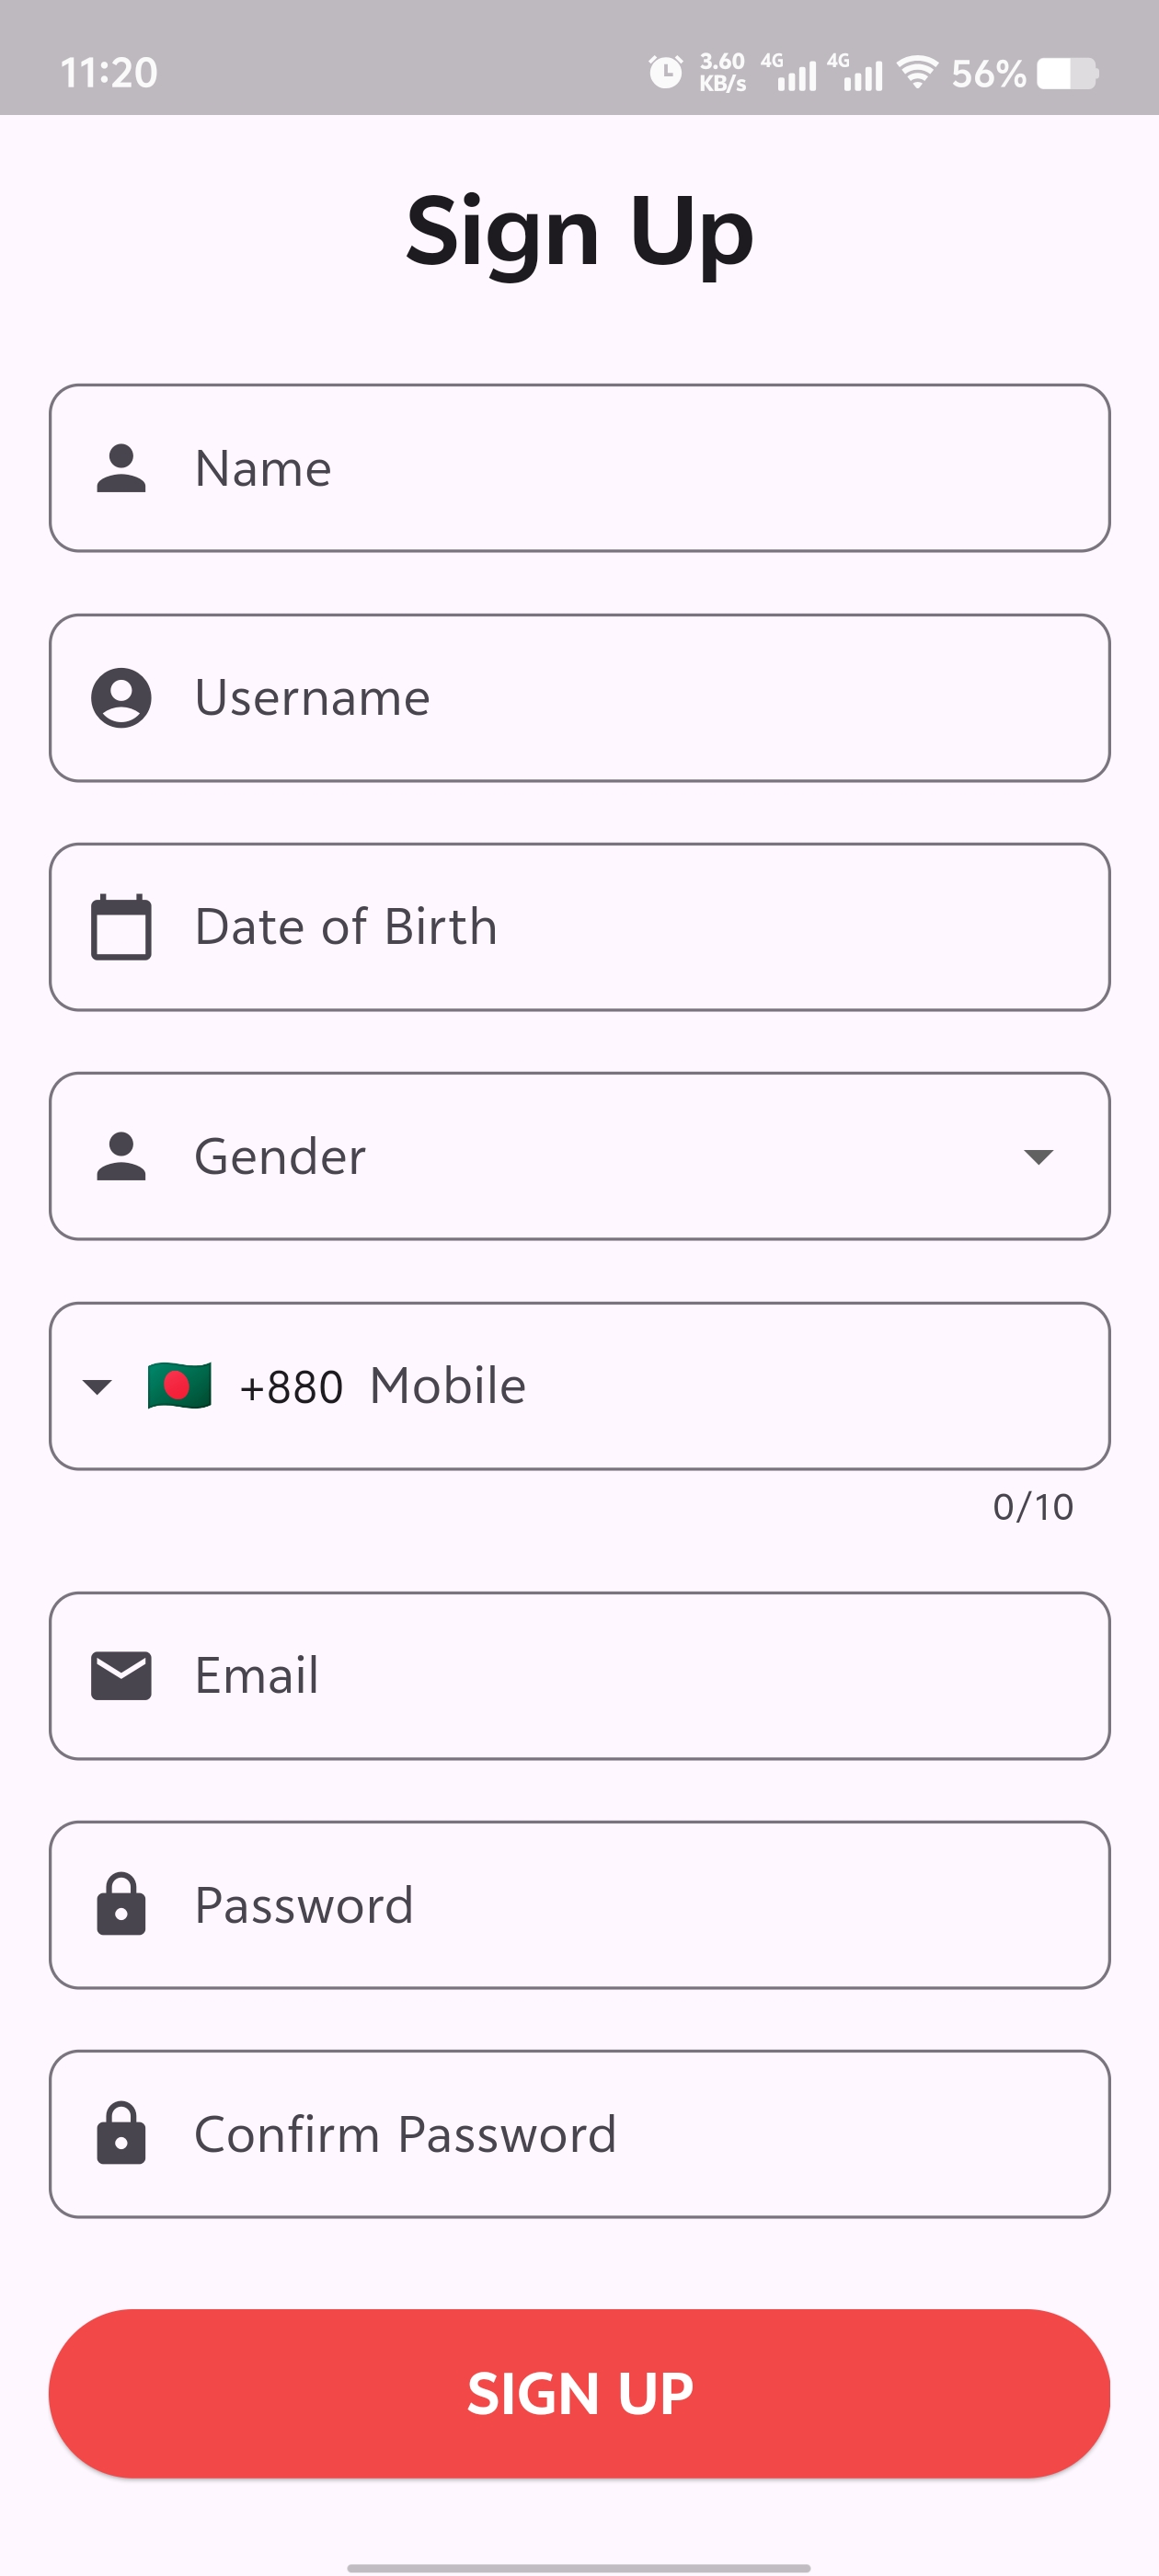 11:20 3.60 KB/s 4G 4G 56%
Sign Up
Name
Username
Date of Birth
Gender
+880 Mobile
0/10
Email
Password
Confirm Password
SIGN UP